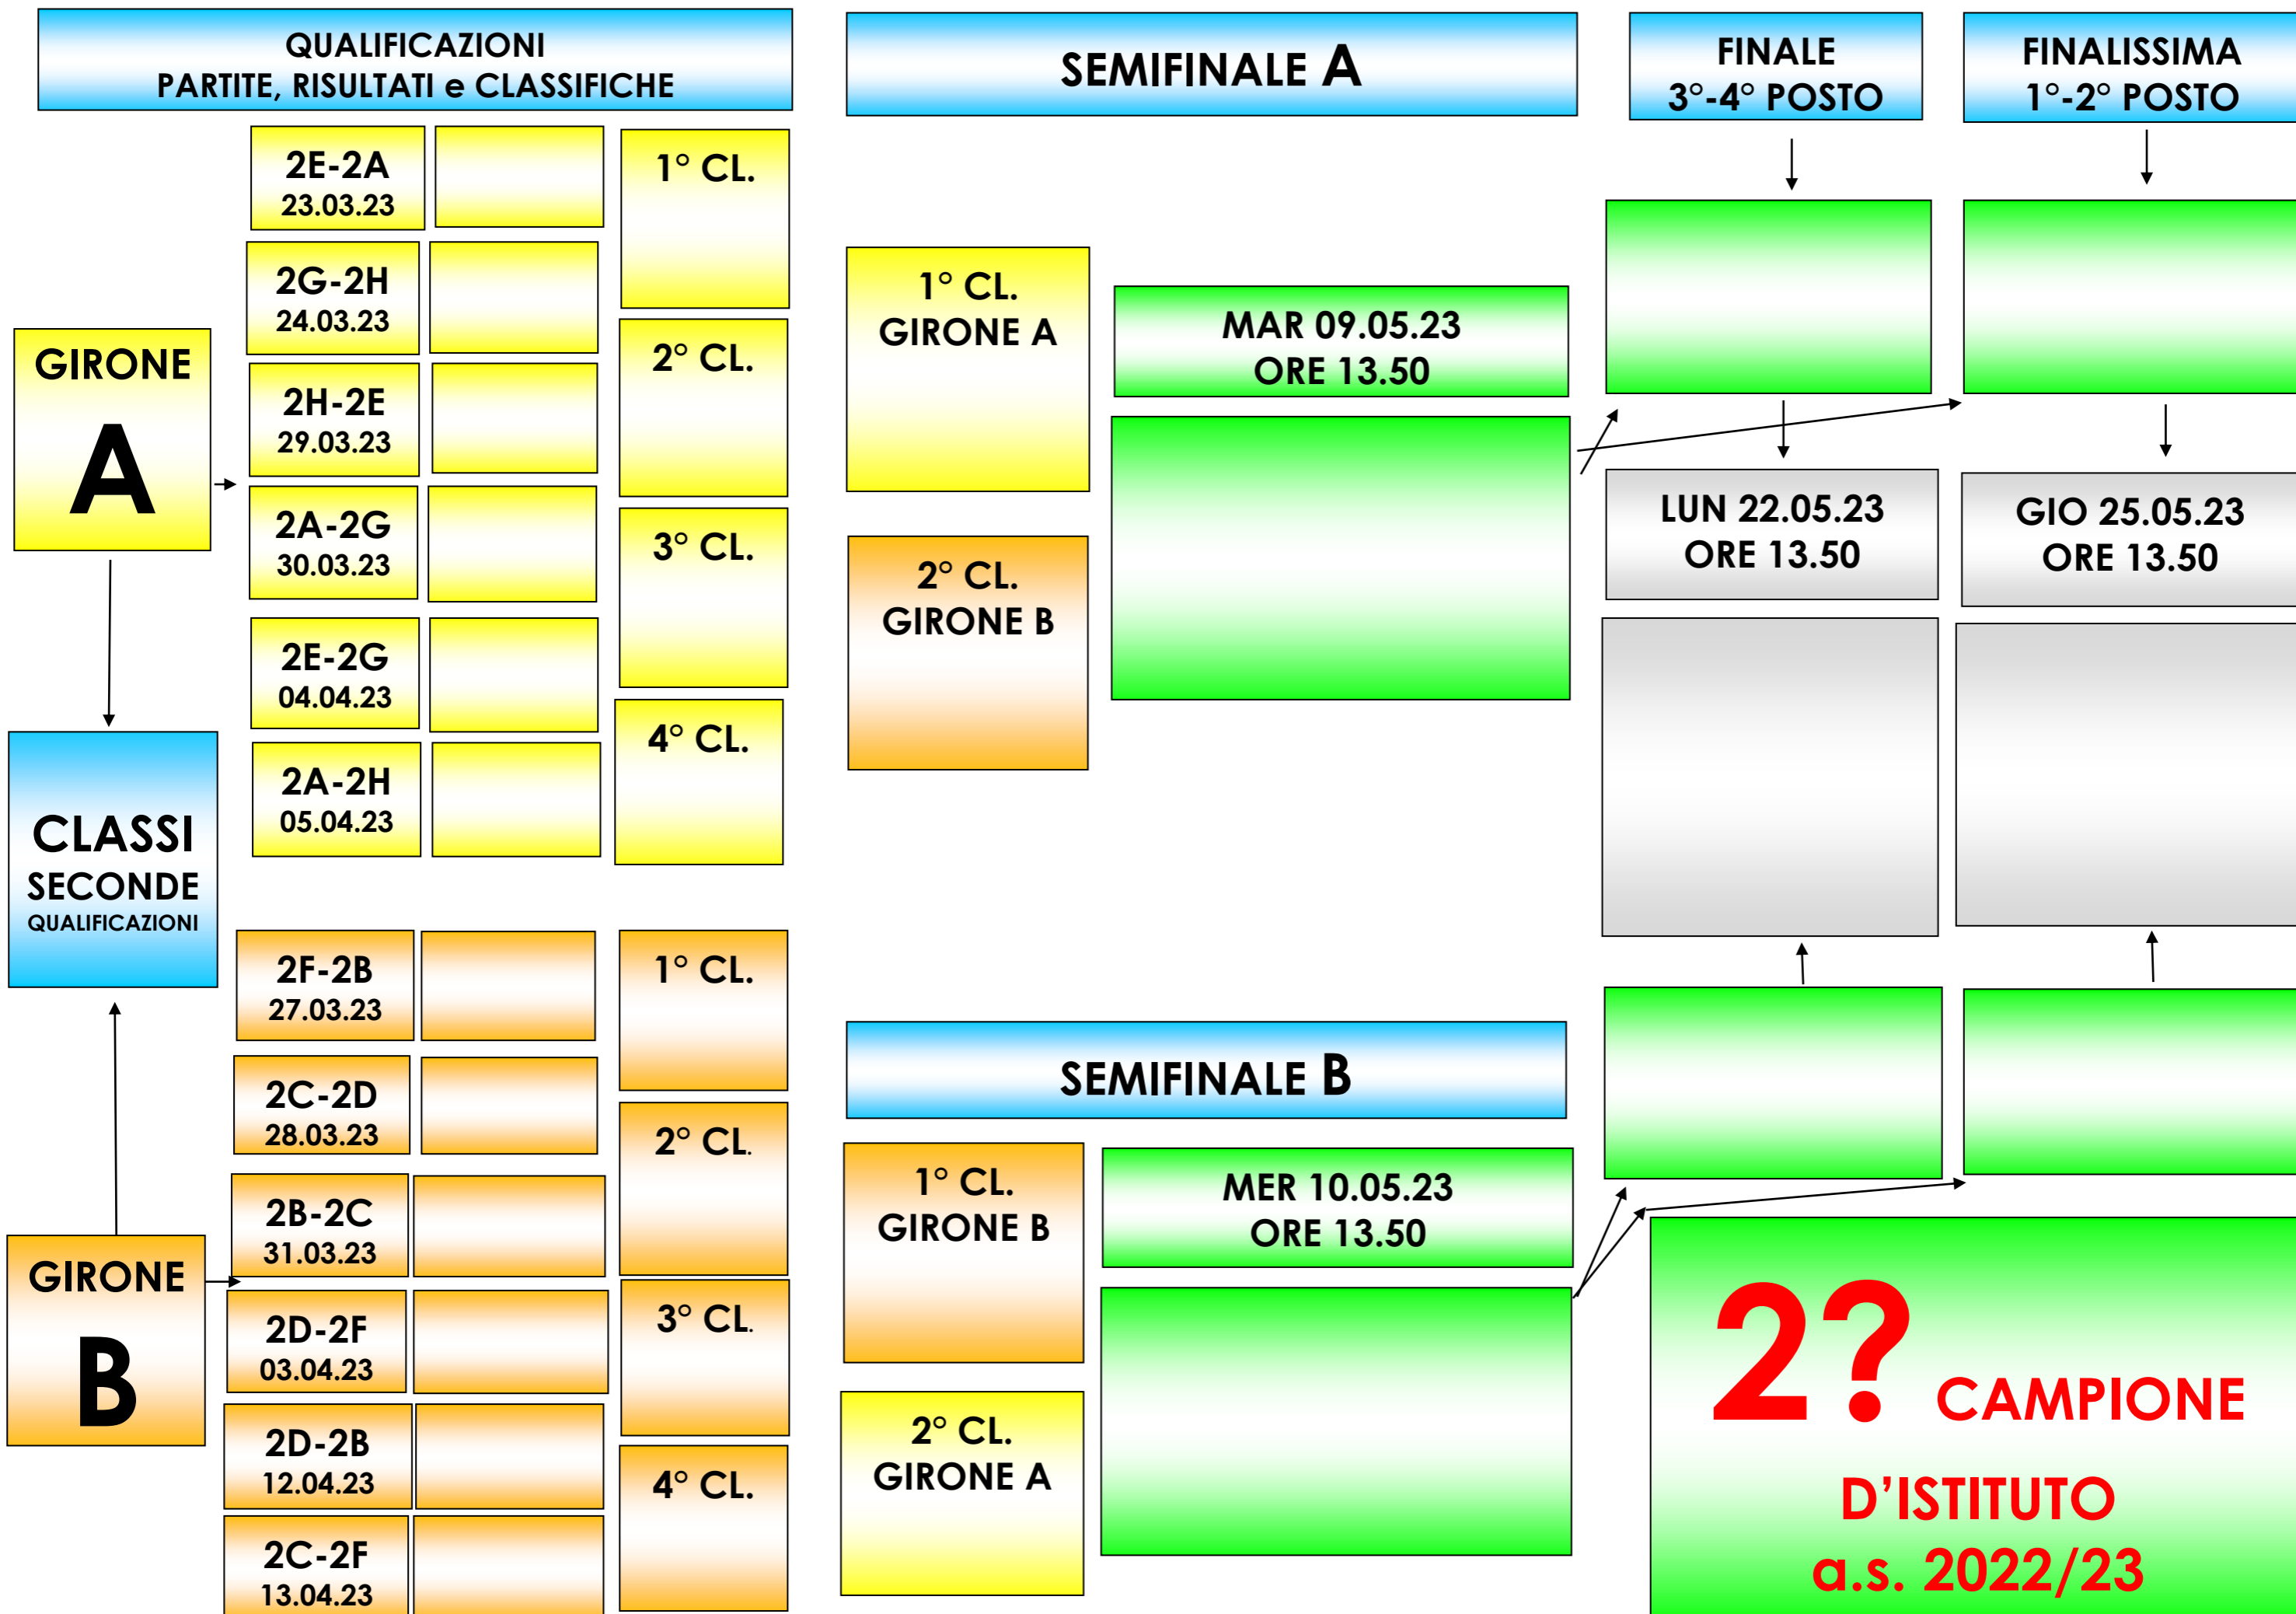 QUALIFICAZIONI
PARTITE, RISULTATI e CLASSIFICHE
GIRONE
A
CLASSI
SECONDE
QUALIFICAZIONI
GIRONE
B
2E-2A
23.03.23
2G-2H
24.03.23
2H-2E
29.03.23
2A-2G
30.03.23
2E-2G
04.04.23
2A-2H
05.04.23
1° CL.
2° CL.
3° CL.
4° CL.
2F-2B
27.03.23
2C-2D
28.03.23
2B-2C
31.03.23
2D-2F
03.04.23
2D-2B
12.04.23
2C-2F
13.04.23
1° CL.
2° CL.
3° CL.
4° CL.
SEMIFINALE A
1° CL.
GIRONE A
MAR 09.05.23
ORE 13.50
2° CL.
GIRONE B
SEMIFINALE B
1° CL.
GIRONE B
MER 10.05.23
ORE 13.50
2° CL.
GIRONE A
FINALE
3°-4° POSTO
LUN 22.05.23
ORE 13.50
FINALISSIMA
1°-2° POSTO
GIO 25.05.23
ORE 13.50
2? CAMPIONE
D’ISTITUTO
a.s. 2022/23